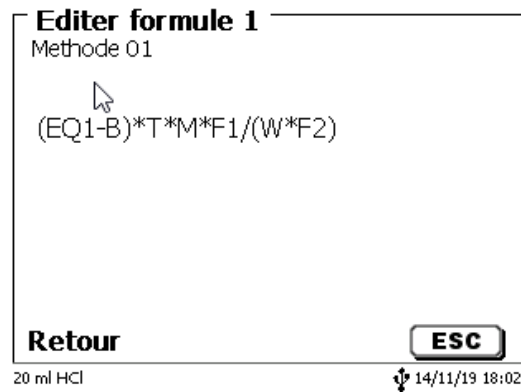 Editer formule 1
Methode 01
(EQ1-B)*T*M*F1/(W*F2)
Retour
ESC
20 ml HCl
14/11/19 18:02